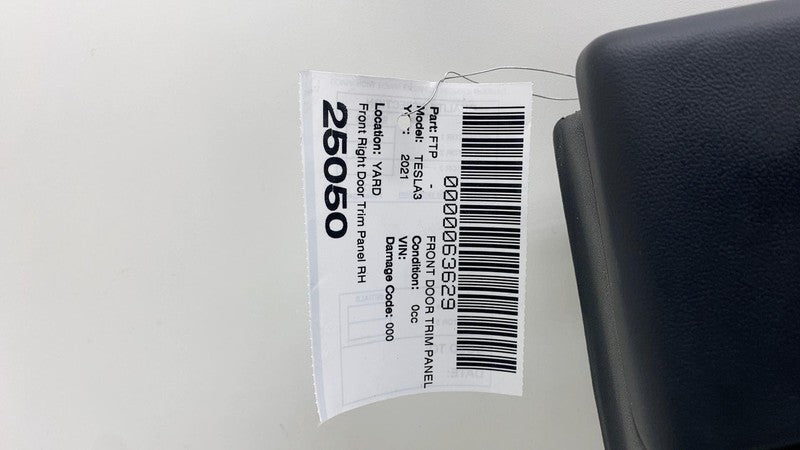 0000063629
Part: FTP - FRONT DOOR TRIM PANEL
Model: TESLA3 Condition: 0cc
2021 VIN:
Location: YARD Damage Code: 000
Front Right Door Trim Panel RH
25050